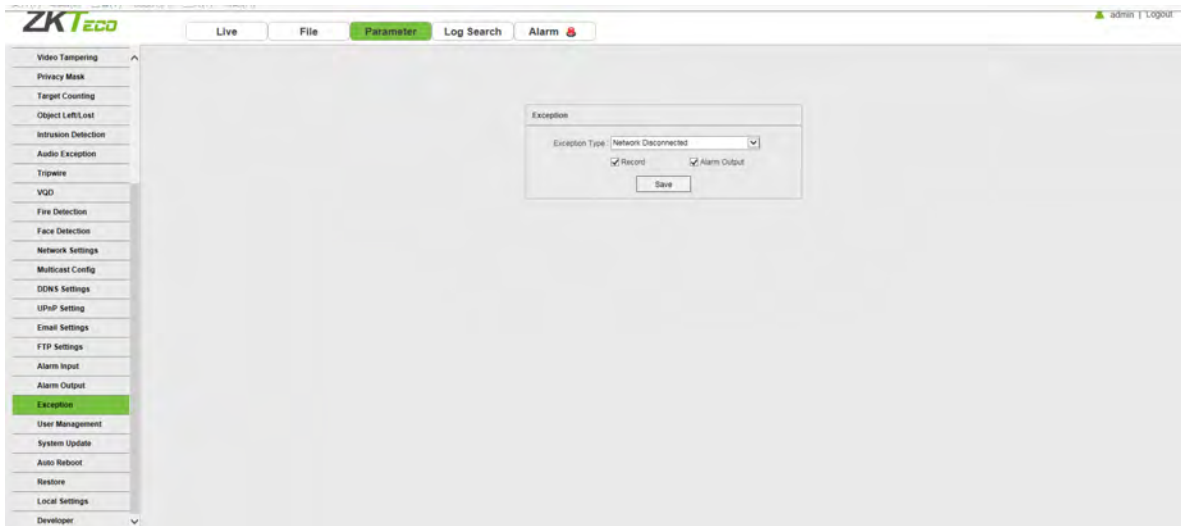 ZKTECO
admin | Logout
Live File Parameter Log Search Alarm
Video Tampering
Privacy Mask
Target Counting
Object Left/Lost
Intrusion Detection
Audio Exception
Tripwire
VQD
Fire Detection
Face Detection
Network Settings
Multicast Config
DDNS Settings
UPnP Setting
Email Settings
FTP Settings
Alarm Input
Alarm Output
Exception
User Management
System Update
Auto Reboot
Restore
Local Settings
Developer
Exception
Exception Type : Network Disconnected
Record Alarm Output
Save